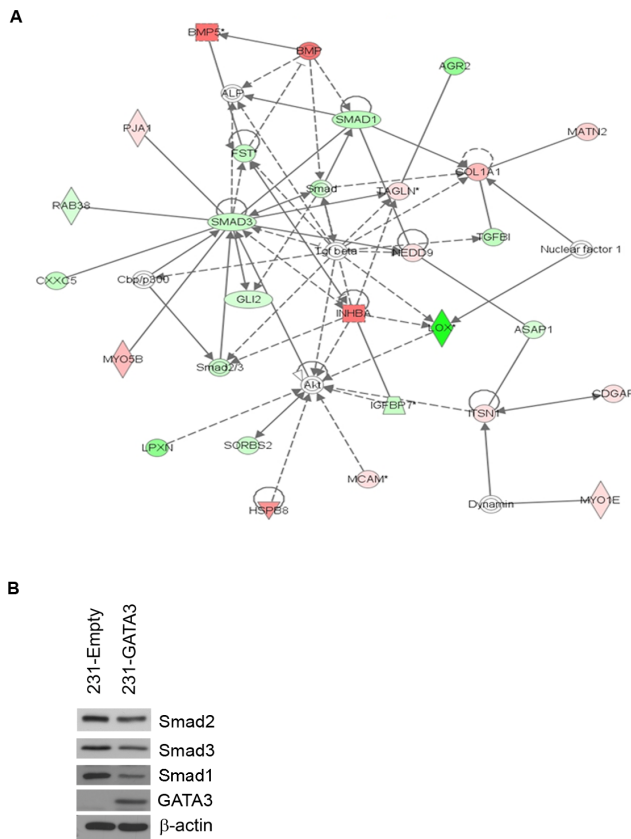 A
BMP5*
BMP
AGR2
ALP
PJA1
SMAD1
MATN2
FST*
COL1A1
Smad
TAGLN*
RAB38
SMAD3
TGFBI
Tgf beta
NEDD9
Nuclear factor 1
CXXC5
Cbp/p300
GLI2
INHBA
LOX*
ASAP1
MYO5B
Smad2/3
Akt
IGFBP7*
ITSN1
CDGAP
LPXN
SORBS2
MCAM*
HSPB8
Dynamin
MYO1E
B
231-Empty
231-GATA3
Smad2
Smad3
Smad1
GATA3
β-actin